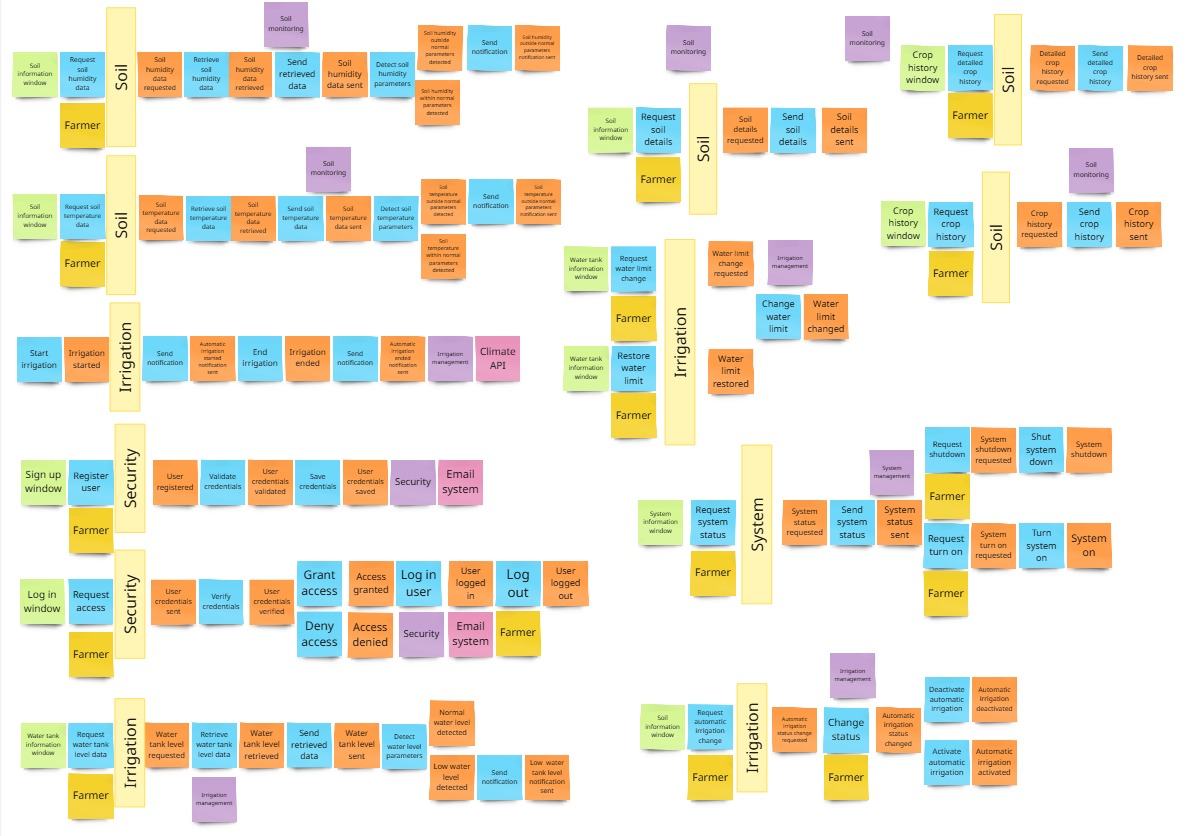 Soil
monitoring
Soil
information
window
Request
soil
humidity
data
Farmer
Soil
Soil
humidity
data
requested
Retrieve
soil
humidity
data
Soil
humidity
data
retrieved
Send
retrieved
data
Soil
humidity
data sent
Detect soil
humidity
parameters
Soil humidity
outside
normal
parameters
detected
Send
notification
Soil humidity
outside normal
parameters
notification sent
Soil humidity
within normal
parameters
detected
Soil
monitoring
Soil
information
window
Request soil
temperature
data
Farmer
Soil
Soil
temperature
data
requested
Retrieve soil
temperature
data
Soil
temperature
data
retrieved
Send soil
temperature
data
Soil
temperature
data sent
Detect soil
temperature
parameters
Soil
temperature
outside normal
parameters
detected
Send
notification
Soil
temperature
outside normal
parameters
notification sent
Soil
temperature
within normal
parameters
detected
Start
irrigation
Irrigation
started
Irrigation
Send
notification
Automatic
irrigation
started
notification
sent
End
irrigation
Irrigation
ended
Send
notification
Automatic
irrigation
ended
notification
sent
Irrigation
management
Climate
API
Sign up
window
Register
user
Farmer
Security
User
registered
Validate
credentials
User
credentials
validated
Save
credentials
User
credentials
saved
Security
Email
system
Log in
window
Request
access
Farmer
Security
User
credentials
sent
Verify
credentials
User
credentials
verified
Grant
access
Access
granted
Log in
user
User
logged
in
Log
out
User
logged
out
Deny
access
Access
denied
Security
Email
system
Farmer
Water tank
information
window
Request
water tank
level data
Farmer
Irrigation
Water
tank level
requested
Retrieve
water tank
level data
Water
tank level
retrieved
Send
retrieved
data
Water
tank level
sent
Detect
water level
parameters
Normal
water level
detected
Low water
level
detected
Send
notification
Low water
tank level
notification
sent
Irrigation
management
Soil
monitoring
Soil
information
window
Request
soil
details
Farmer
Soil
Soil
details
requested
Send
soil
details
Soil
details
sent
Soil
monitoring
Crop
history
window
Request
detailed
crop
history
Farmer
Soil
Detailed
crop
history
requested
Send
detailed
crop
history
Detailed
crop
history sent
Soil
monitoring
Crop
history
window
Request
crop
history
Farmer
Soil
Crop
history
requested
Send
crop
history
Crop
history
sent
Water tank
information
window
Request
water limit
change
Farmer
Irrigation
Water limit
change
requested
Irrigation
management
Change
water
limit
Water
limit
changed
Water tank
information
window
Restore
water
limit
Farmer
Water
limit
restored
System
management
System
information
window
Request
system
status
Farmer
System
System
status
requested
Send
system
status
System
status
sent
Request
shutdown
System
shutdown
requested
Shut
system
down
System
shutdown
Farmer
Request
turn on
System
turn on
requested
Turn
system
on
System
on
Farmer
Irrigation
management
Soil
information
window
Request
automatic
irrigation
change
Farmer
Irrigation
Automatic
irrigation
status change
requested
Change
status
Farmer
Automatic
irrigation
status
changed
Deactivate
automatic
irrigation
Automatic
irrigation
deactivated
Activate
automatic
irrigation
Automatic
irrigation
activated